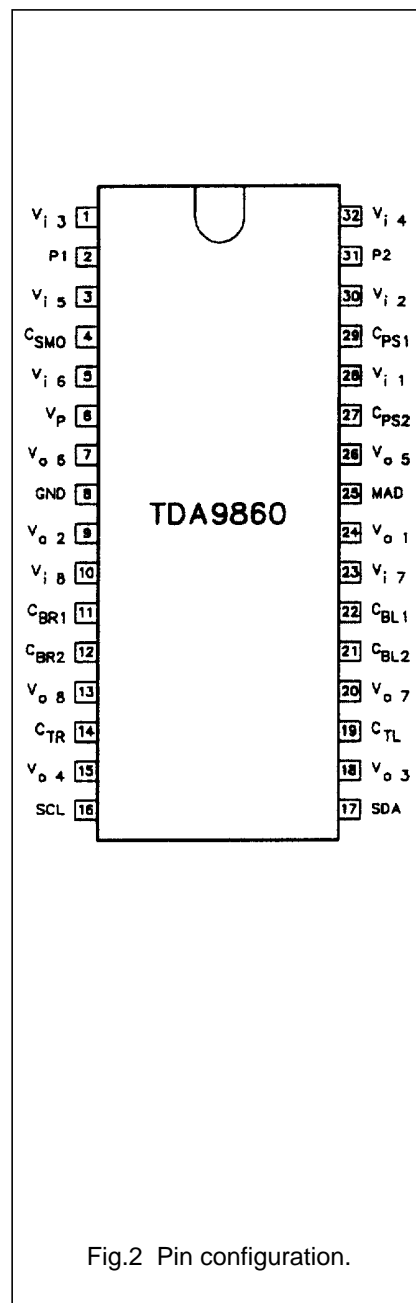 Vi 3 1 32 Vi 4
P1 2 31 P2
Vi 5 3 30 Vi 2
CSMO 4 29 CPS1
Vi 6 5 28 Vi 1
VP 6 27 CPS2
Vo 6 7 26 Vo 5
GND 8 25 MAD
TDA9860
Vo 2 9 24 Vo 1
Vi 8 10 23 Vi 7
CBR1 11 22 CBL1
CBR2 12 21 CBL2
Vo 8 13 20 Vo 7
CTR 14 19 CTL
Vo 4 15 18 Vo 3
SCL 16 17 SDA
Fig.2 Pin configuration.